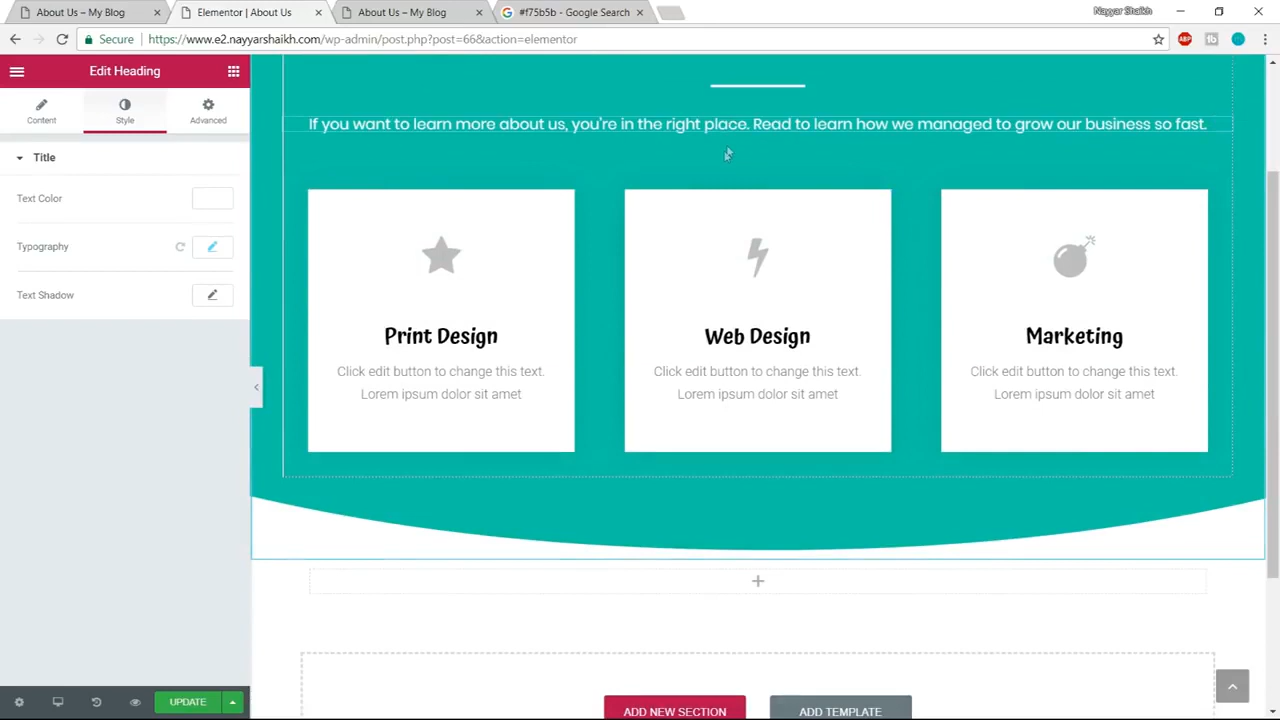 About Us – My Blog
Elementor | About Us
About Us – My Blog
#f75b5b - Google Search
Nayyar Shaikh
Secure
https://www.e2.nayyarshaikh.com/wp-admin/post.php?post=66&action=elementor
ABP
Edit Heading
Content
Style
Advanced
Title
Text Color
Typography
Text Shadow
If you want to learn more about us, you're in the right place. Read to learn how we managed to grow our business so fast.
Print Design
Click edit button to change this text.
Lorem ipsum dolor sit amet
Web Design
Click edit button to change this text.
Lorem ipsum dolor sit amet
Marketing
Click edit button to change this text.
Lorem ipsum dolor sit amet
UPDATE
ADD NEW SECTION
ADD TEMPLATE